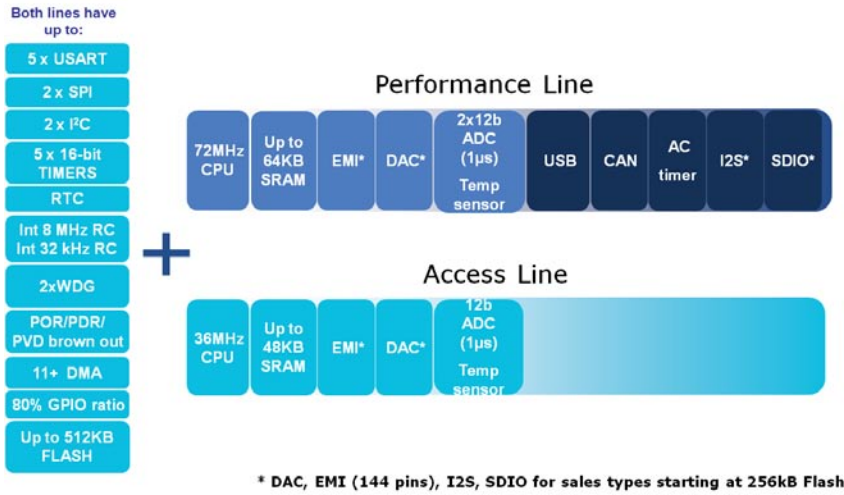 Both lines have
up to:
5 x USART
2 x SPI
2 x I²C
5 x 16-bit
TIMERS
RTC
Int 8 MHz RC
Int 32 kHz RC
2xWDG
POR/PDR/
PVD brown out
11+ DMA
80% GPIO ratio
Up to 512KB
FLASH
+
Performance Line
72MHz
CPU
Up to
64KB
SRAM
EMI*
DAC*
2x12b
ADC
(1µs)
Temp
sensor
USB
CAN
AC
timer
I2S*
SDIO*
Access Line
36MHz
CPU
Up to
48KB
SRAM
EMI*
DAC*
12b
ADC
(1µs)
Temp
sensor
* DAC, EMI (144 pins), I2S, SDIO for sales types starting at 256kB Flash